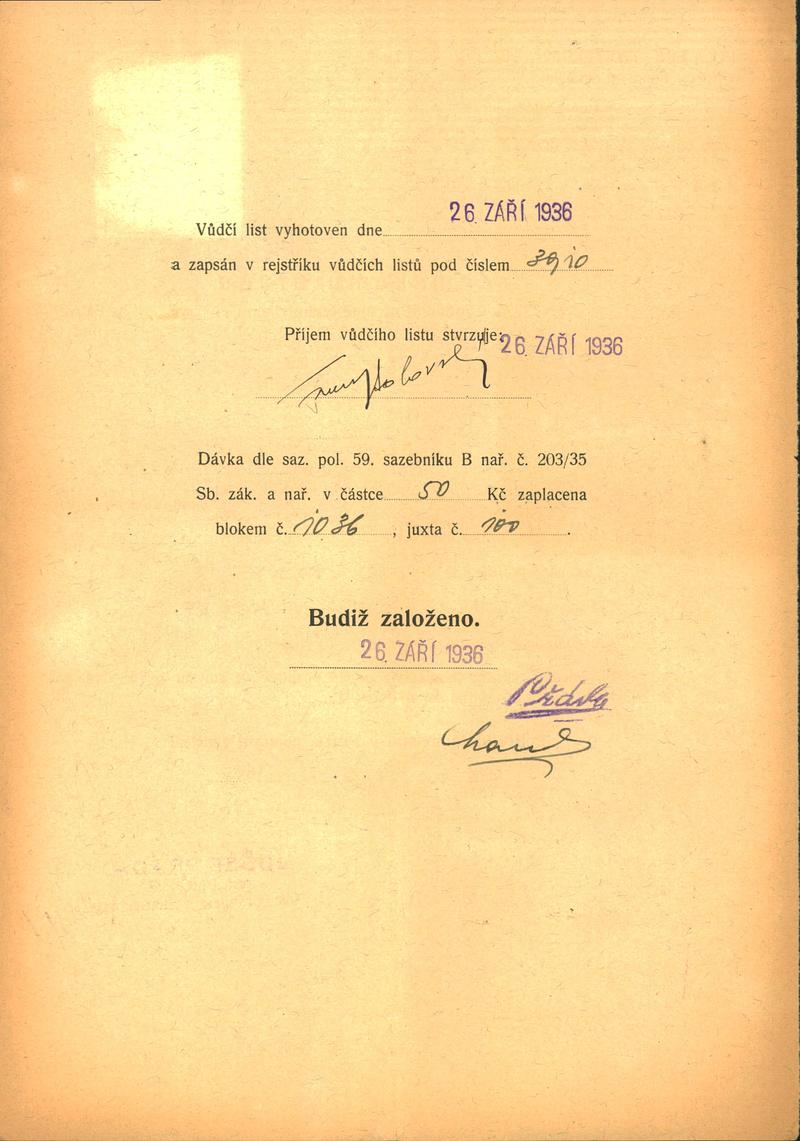 26. ZÁŘÍ 1936
Vůdčí list vyhotoven dne
a zapsán v rejstříku vůdčích listů pod číslem 3910
Příjem vůdčího listu stvrzuje: 26. ZÁŘÍ 1936
Dávka dle saz. pol. 59. sazebníku B nař. č. 203/35
Sb. zák. a nař. v částce 50 Kč zaplacena
blokem č. 1036, juxta č. 100.
Budiž založeno.
26. ZÁŘÍ 1936